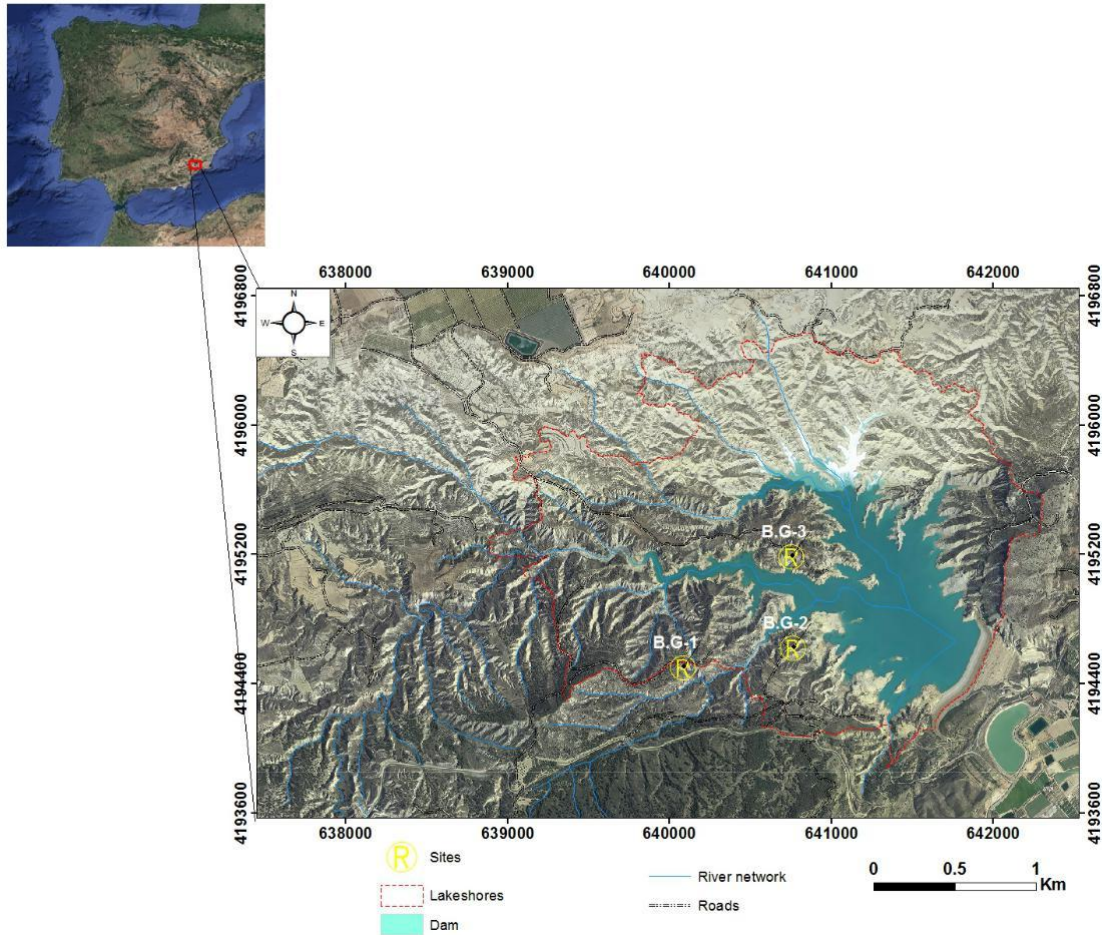 638000 639000 640000 641000 642000
4196800 4196800
N
W E
S
4196000 4196000
4195200 4195200
B.G-3
R
B.G-2
R
B.G-1
R
4194400 4194400
4193600 4193600
638000 639000 640000 641000 642000
R Sites
Lakeshores
Dam
River network
Roads
0 0.5 1
Km